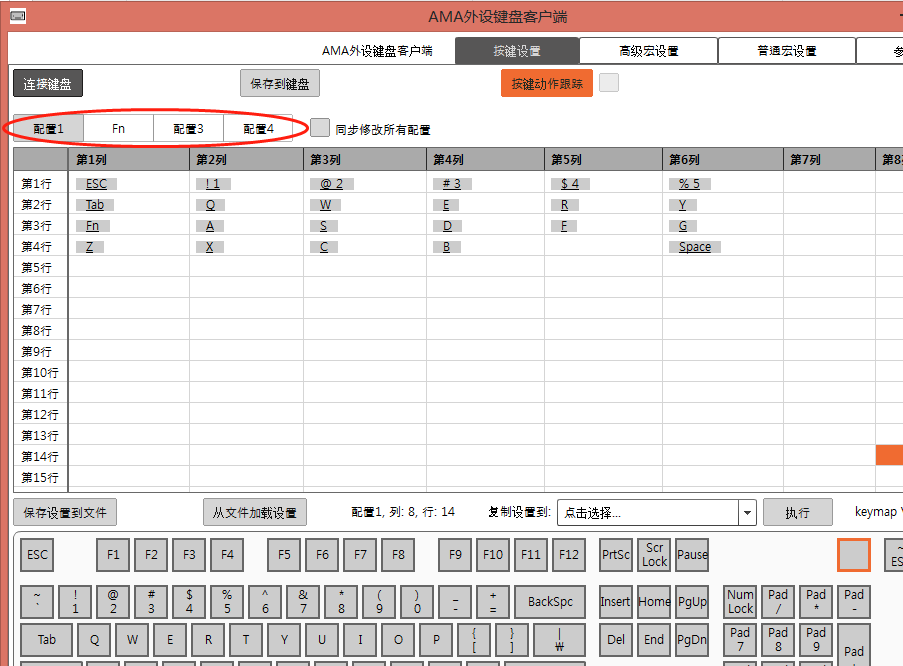 AMA外设键盘客户端
AMA外设键盘客户端 按键设置 高级宏设置 普通宏设置
连接键盘 保存到键盘 按键动作跟踪
配置1 Fn 配置3 配置4 同步修改所有配置
第1列 第2列 第3列 第4列 第5列 第6列 第7列 第8
第1行 ESC ! 1 @ 2 # 3 $ 4 % 5
第2行 Tab Q W E R Y
第3行 Fn A S D F G
第4行 Z X C B Space
第5行
第6行
第7行
第8行
第9行
第10行
第11行
第12行
第13行
第14行
第15行
保存设置到文件 从文件加载设置 配置1, 列: 8, 行: 14 复制设置到: 点击选择... 执行 keymap
ESC F1 F2 F3 F4 F5 F6 F7 F8 F9 F10 F11 F12 PrtSc Scr Lock Pause ~ ES
~ ` ! 1 @ 2 # 3 $ 4 % 5 ^ 6 & 7 * 8 ( 9 ) 0 _ - + = BackSpc Insert Home PgUp Num Lock Pad / Pad * Pad -
Tab Q W E R T Y U I O P { [ } ] | ₩ Del End PgDn Pad 7 Pad 8 Pad 9 Pad